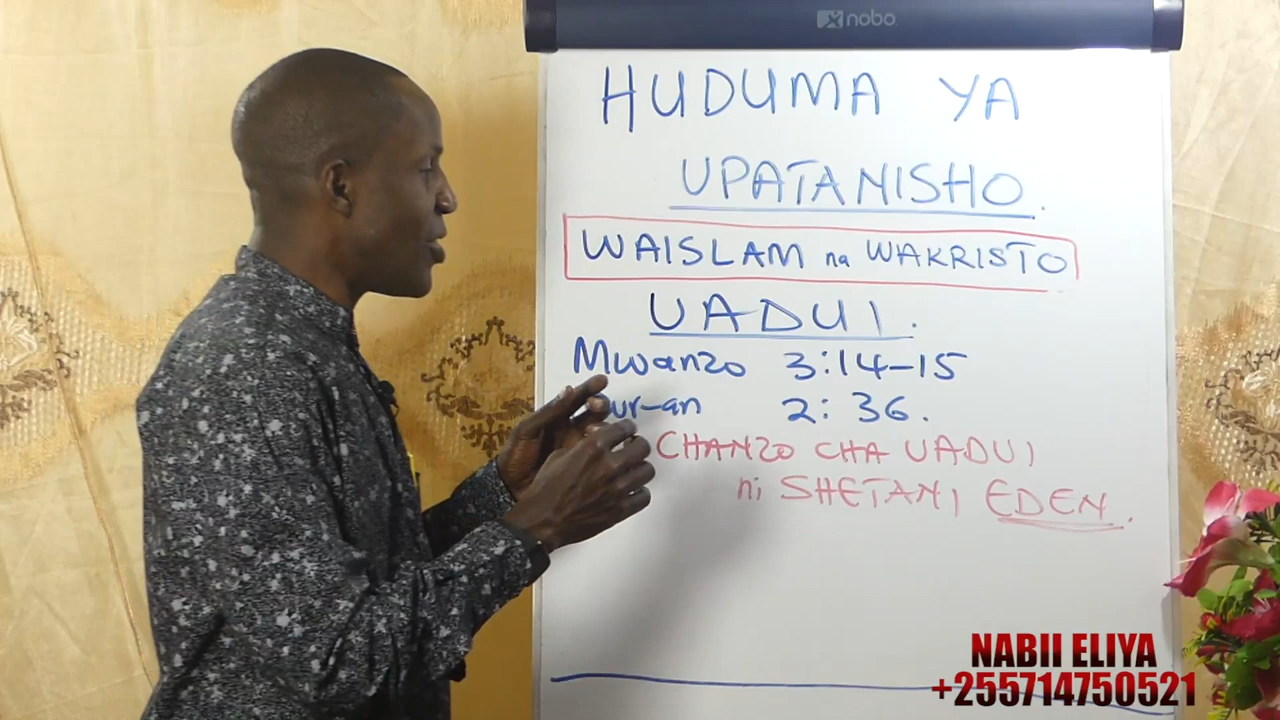 nobo
HUDUMA YA
UPATANISHO.
WAISLAM na WAKRISTO
UADUI.
Mwanzo 3:14-15
ur-an 2:36.
CHANZO CHA UADUI
ni SHETANI EDEN.
NABII ELIYA
+255714750521